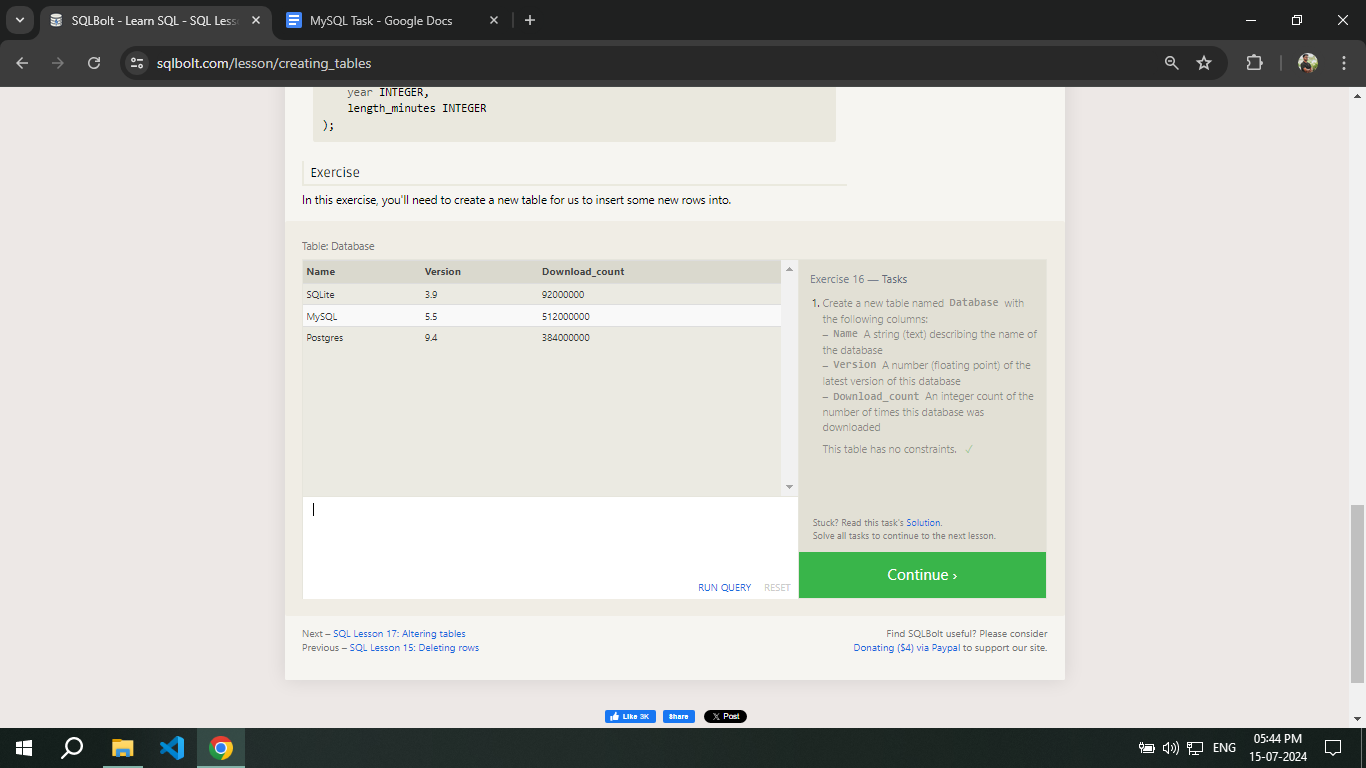 SQLBolt - Learn SQL - SQL Less
MySQL Task - Google Docs
sqlbolt.com/lesson/creating_tables
year INTEGER,
length_minutes INTEGER
);
Exercise
In this exercise, you'll need to create a new table for us to insert some new rows into.
Table: Database
Name Version Download_count
SQLite 3.9 92000000
MySQL 5.5 512000000
Postgres 9.4 384000000
Exercise 16 — Tasks
1. Create a new table named Database with
the following columns:
– Name A string (text) describing the name of
the database
– Version A number (floating point) of the
latest version of this database
– Download_count An integer count of the
number of times this database was
downloaded
This table has no constraints. ✓
Stuck? Read this task's Solution.
Solve all tasks to continue to the next lesson.
RUN QUERY RESET
Continue ›
Next – SQL Lesson 17: Altering tables
Previous – SQL Lesson 15: Deleting rows
Find SQLBolt useful? Please consider
Donating ($4) via Paypal to support our site.
Like 3K Share X Post
ENG
05:44 PM
15-07-2024